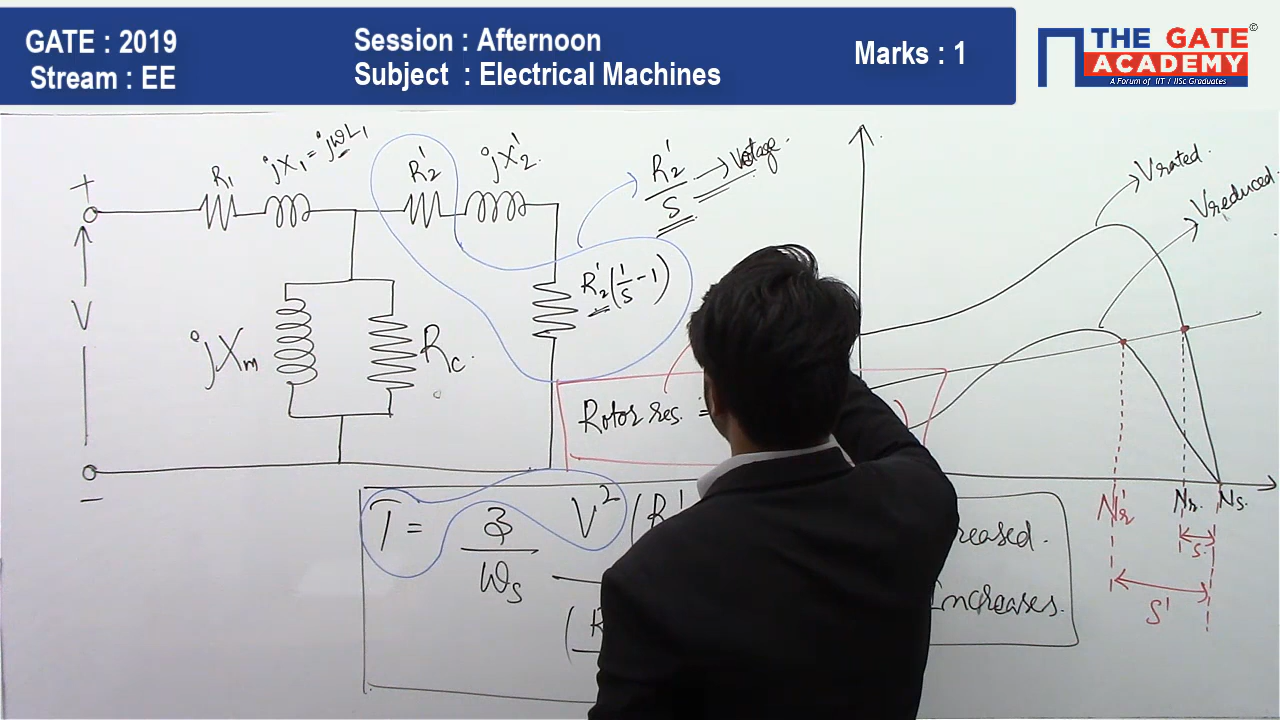 GATE : 2019
Stream : EE
Session : Afternoon
Subject : Electrical Machines
Marks : 1
THE GATE
ACADEMY
©
A Forum of IIT / IISc Graduates
+
V
−
R₁
jX₁ = jωL₁
R₂'
jX₂'
R₂'/S → Voltage.
R₂'(1/S − 1)
jXm
Rc.
Rotor res. =
T = 3/ωs V² (R₂'
(R
reased.
Increases.
Vrated.
Vreduced.
Nr'
Nr.
Ns.
S
S'